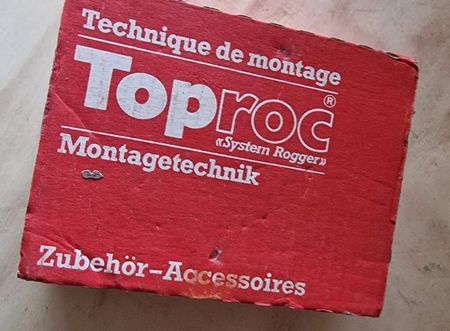 Technique de montage
Toproc®
«System Rogger»
Montagetechnik
Zubehör–Accessoires